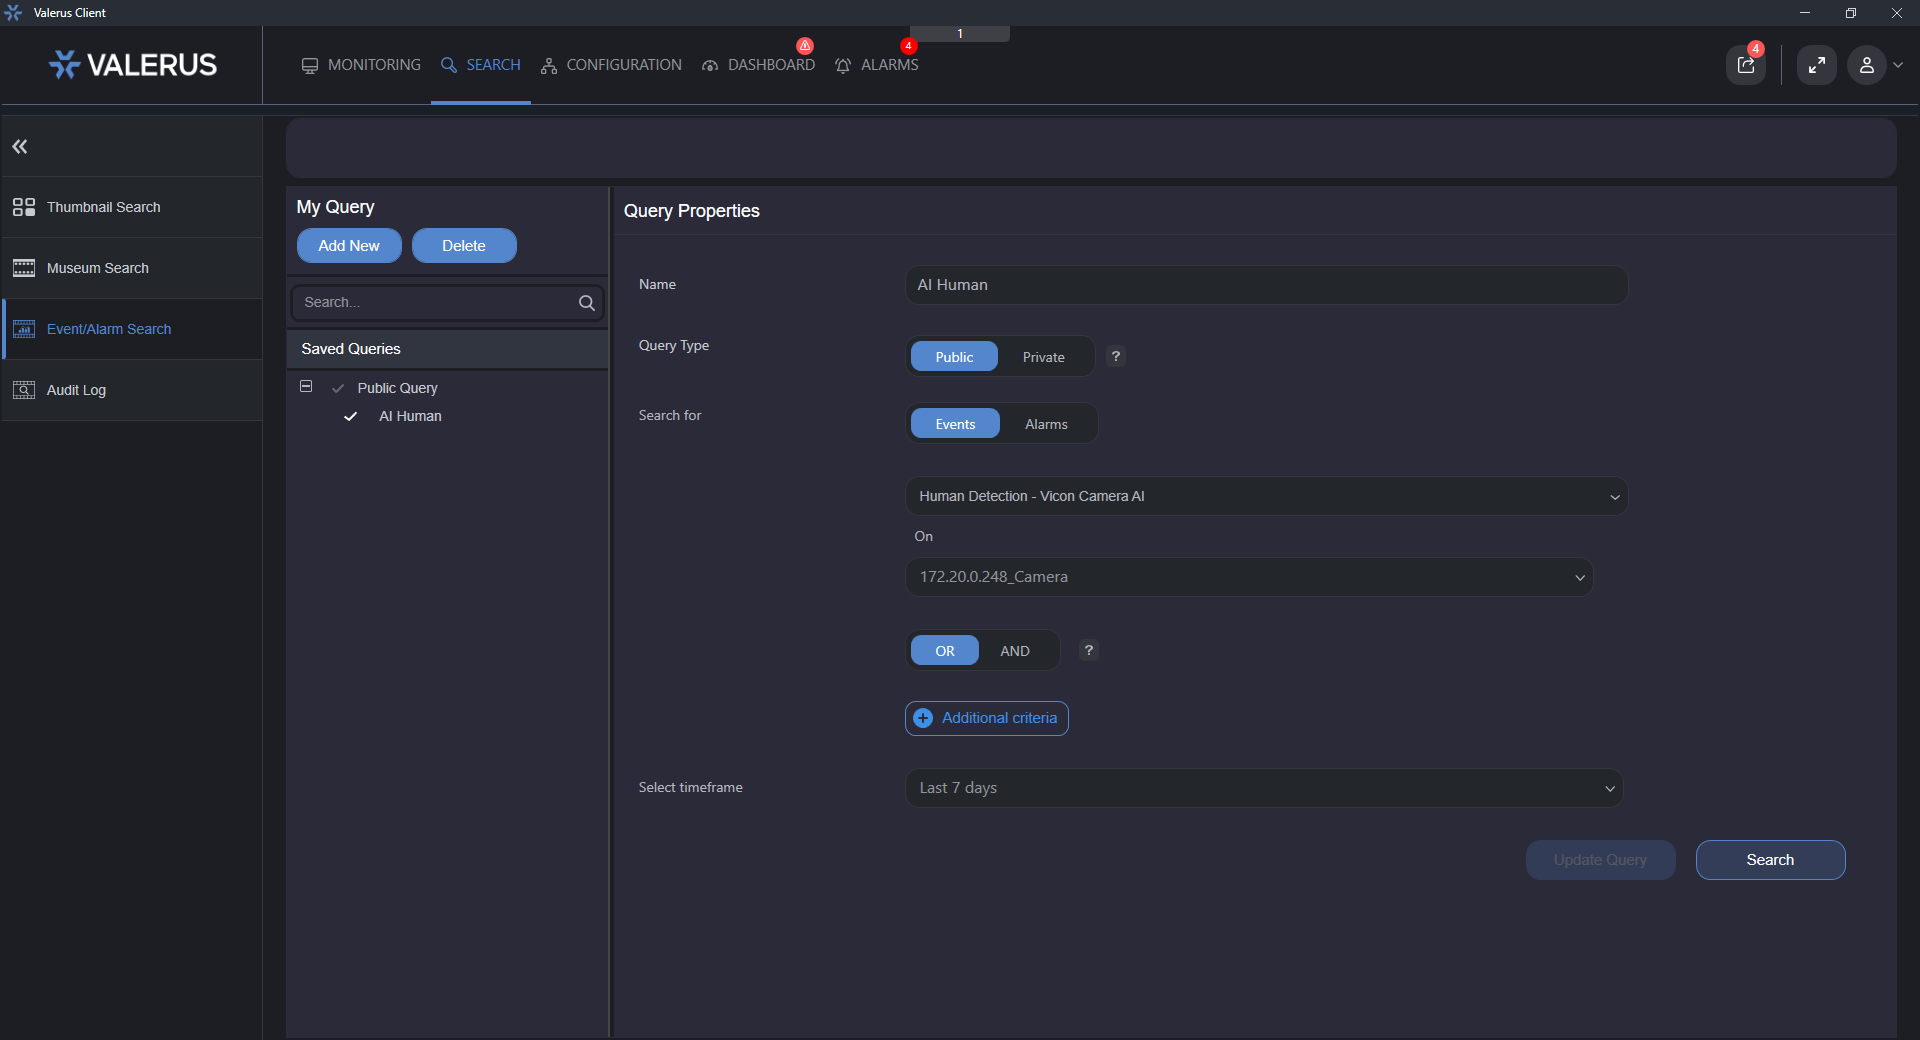 Valerus Client
1
VALERUS
MONITORING
SEARCH
CONFIGURATION
DASHBOARD
4
ALARMS
4
Thumbnail Search
Museum Search
Event/Alarm Search
Audit Log
My Query
Add New
Delete
Search...
Saved Queries
Public Query
AI Human
Query Properties
Name
AI Human
Query Type
Public
Private
?
Search for
Events
Alarms
Human Detection - Vicon Camera AI
On
172.20.0.248_Camera
OR
AND
?
Additional criteria
Select timeframe
Last 7 days
Update Query
Search